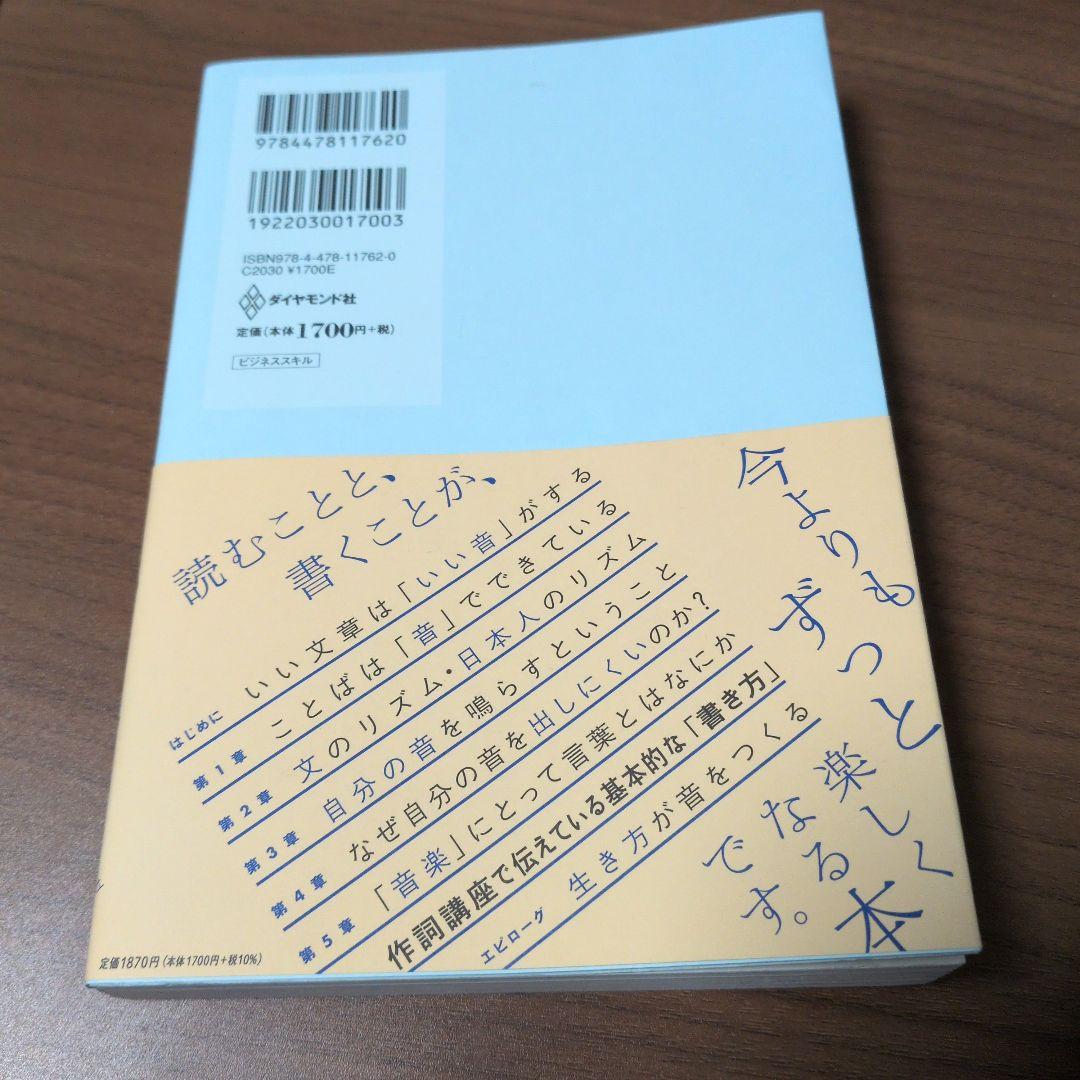 9784478117620
1922030017003
ISBN978-4-478-11762-0
C2030 ¥1700E
ダイヤモンド社
定価(本体1700円+税)
ビジネススキル
読むことと、
書くことが、
今よりも
ずっと楽しく
なる本
です。
はじめに いい文章は「いい音」がする
第1章 ことばは「音」でできている
第2章 文のリズム・日本人のリズム
第3章 自分の音を鳴らすということ
第4章 なぜ自分の音を出しにくいのか?
第5章 「音楽」にとって言葉とはなにか
作詞講座で伝えている基本的な「書き方」
エピローグ 生き方が音をつくる
定価1870円(本体1700円+税10%)